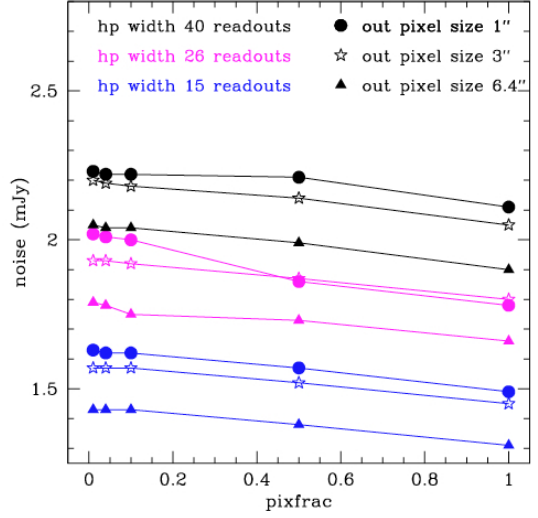 hp width 40 readouts out pixel size 1"
hp width 26 readouts out pixel size 3"
hp width 15 readouts out pixel size 6.4"
2.5
2
1.5
noise (mJy)
0 0.2 0.4 0.6 0.8 1
pixfrac